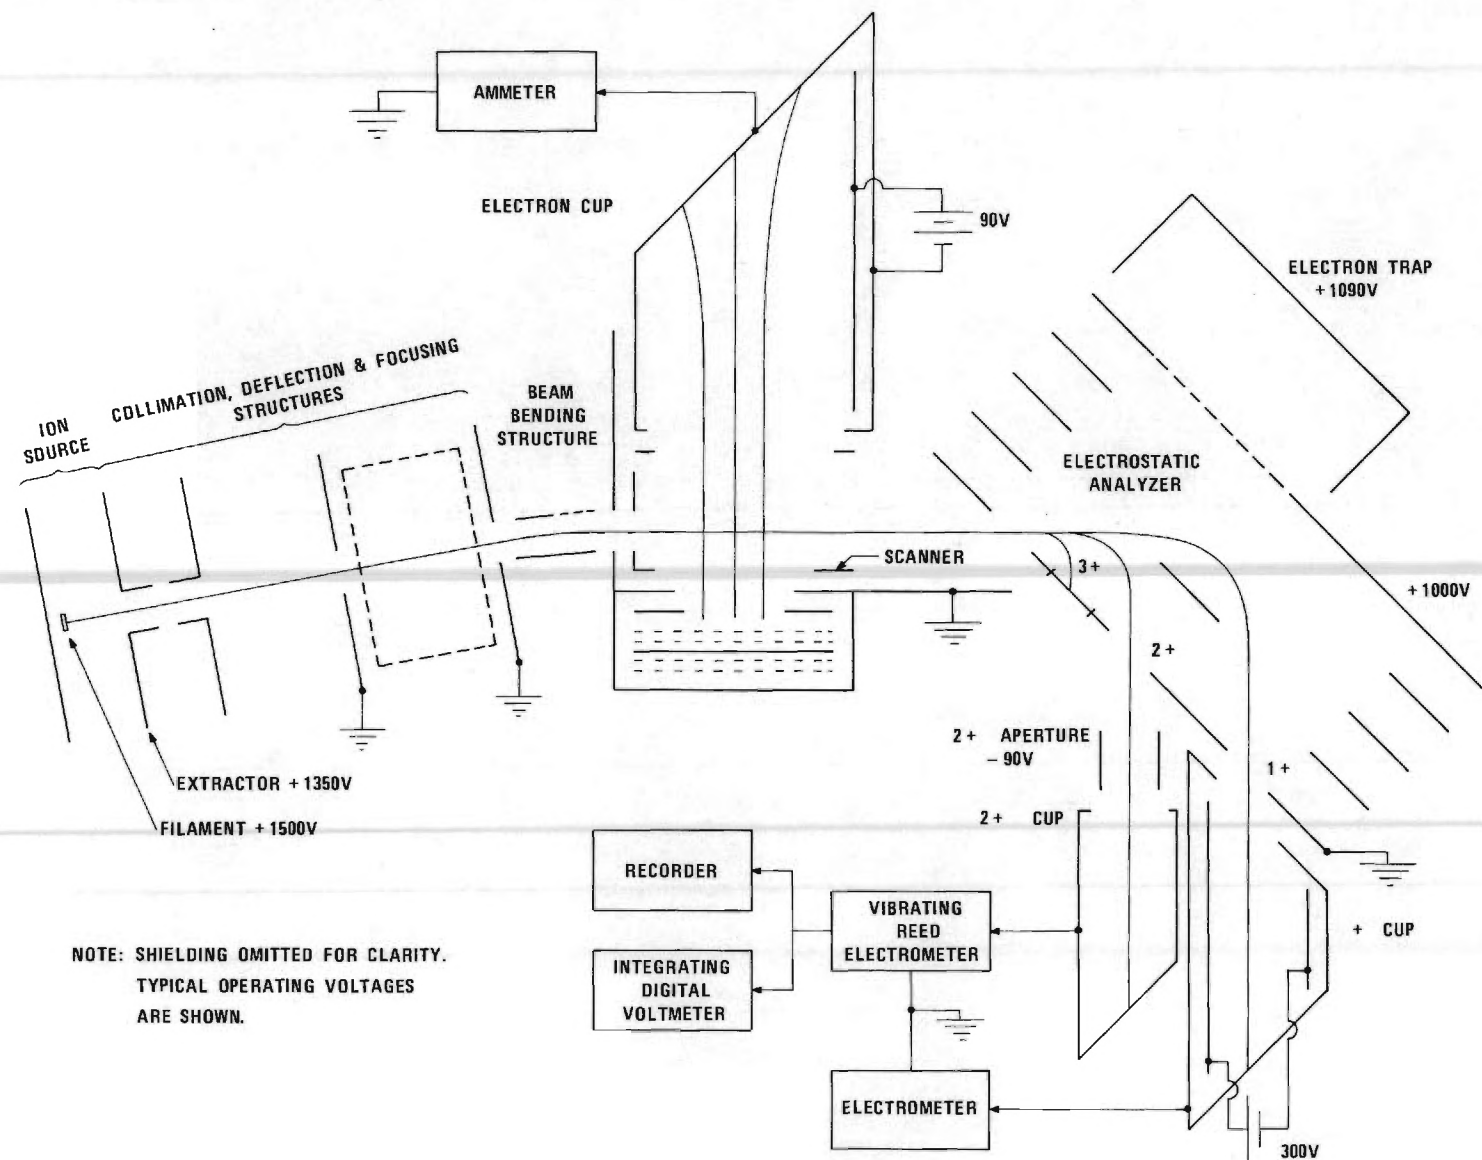 AMMETER
ELECTRON CUP
90V
ELECTRON TRAP
+1090V
COLLIMATION, DEFLECTION & FOCUSING
STRUCTURES
ION
SOURCE
BEAM
BENDING
STRUCTURE
ELECTROSTATIC
ANALYZER
SCANNER
3+
+1000V
2+
2+ APERTURE
-90V
1+
EXTRACTOR +1350V
FILAMENT +1500V
2+ CUP
RECORDER
VIBRATING
REED
ELECTROMETER
+ CUP
NOTE: SHIELDING OMITTED FOR CLARITY.
TYPICAL OPERATING VOLTAGES
ARE SHOWN.
INTEGRATING
DIGITAL
VOLTMETER
ELECTROMETER
300V